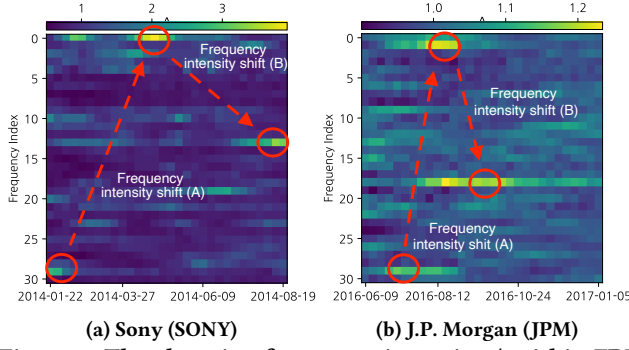 1 2 3 1.0 1.1 1.2
Frequency
intensity shift (B)
Frequency
intensity shift (A)
Frequency Index
0
5
10
15
20
25
30
2014-01-22 2014-03-27 2014-06-09 2014-08-19
(a) Sony (SONY)
Frequency
intensity shift (B)
Frequency
intensity shit (A)
Frequency Index
0
5
10
15
20
25
30
2016-06-09 2016-08-12 2016-10-24 2017-01-05
(b) J.P. Morgan (JPM)